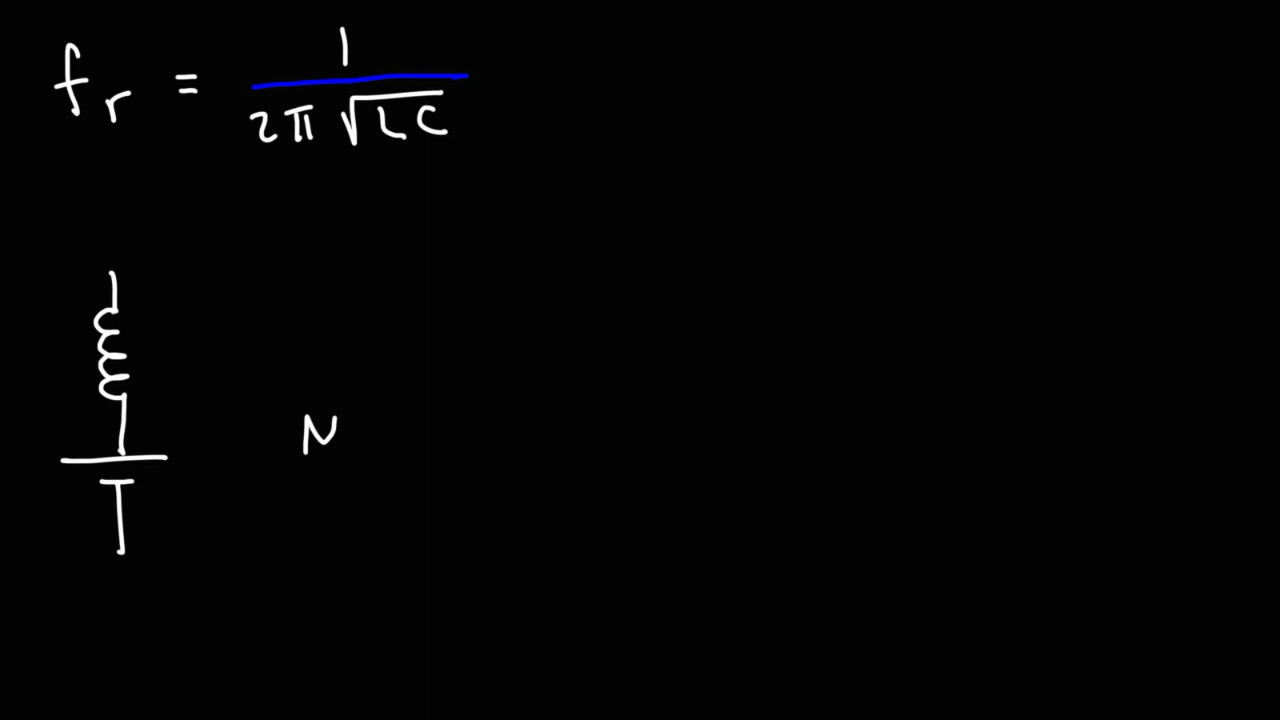 fr = 1 / 2π √LC
N